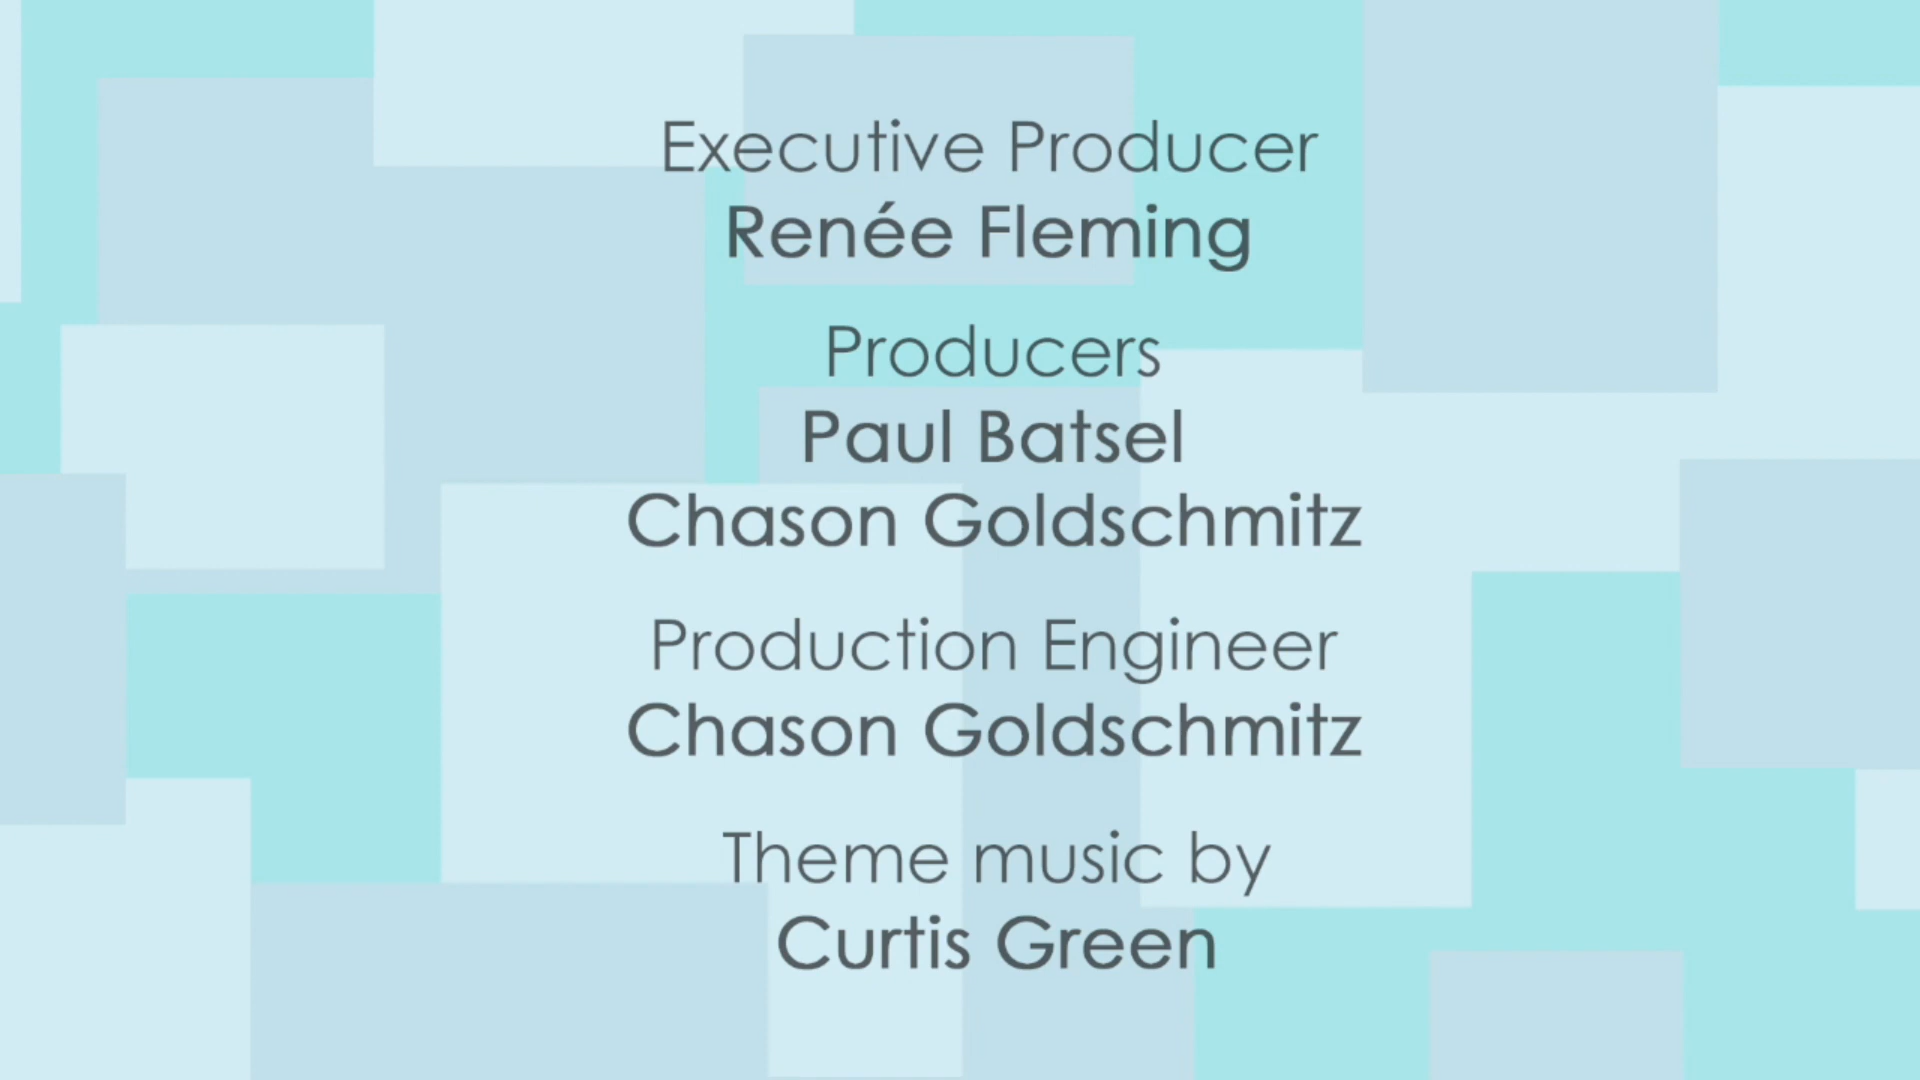 Executive Producer
Renée Fleming
Producers
Paul Batsel
Chason Goldschmitz
Production Engineer
Chason Goldschmitz
Theme music by
Curtis Green